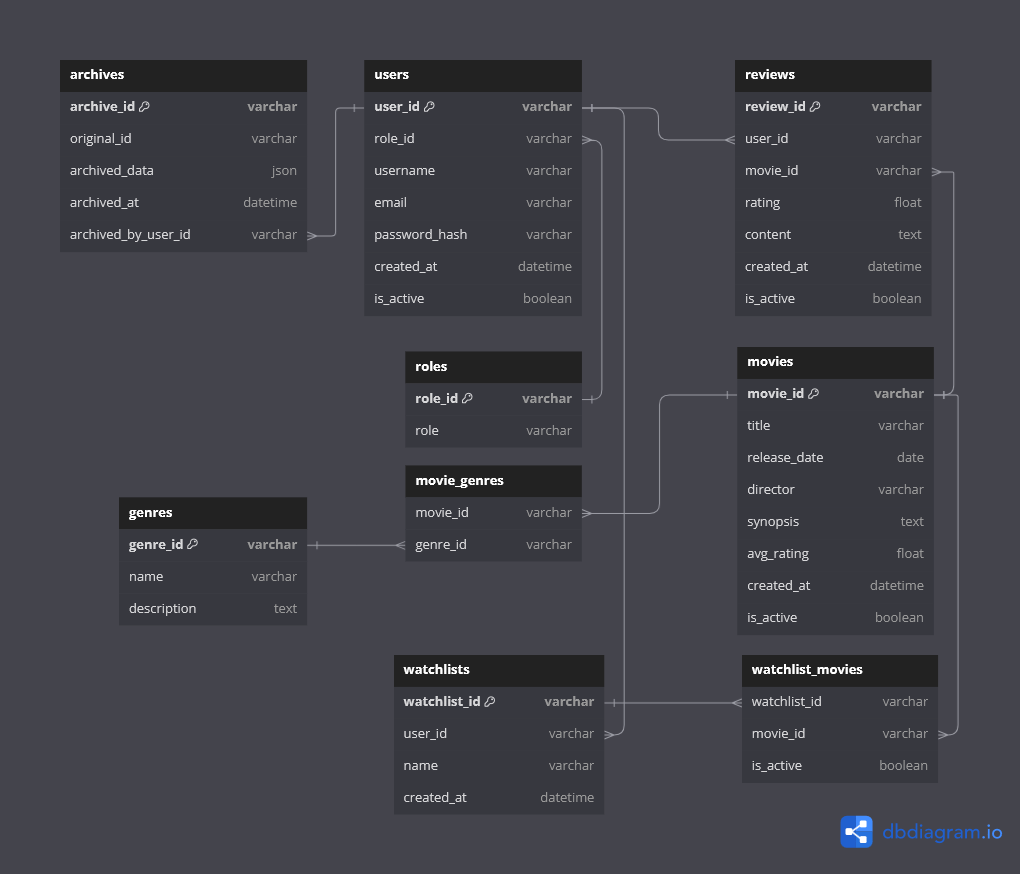 archives
archive_id varchar
original_id varchar
archived_data json
archived_at datetime
archived_by_user_id varchar
users
user_id varchar
role_id varchar
username varchar
email varchar
password_hash varchar
created_at datetime
is_active boolean
reviews
review_id varchar
user_id varchar
movie_id varchar
rating float
content text
created_at datetime
is_active boolean
roles
role_id varchar
role varchar
movies
movie_id varchar
title varchar
release_date date
director varchar
synopsis text
avg_rating float
created_at datetime
is_active boolean
movie_genres
movie_id varchar
genre_id varchar
genres
genre_id varchar
name varchar
description text
watchlists
watchlist_id varchar
user_id varchar
name varchar
created_at datetime
watchlist_movies
watchlist_id varchar
movie_id varchar
is_active boolean
dbdiagram.io